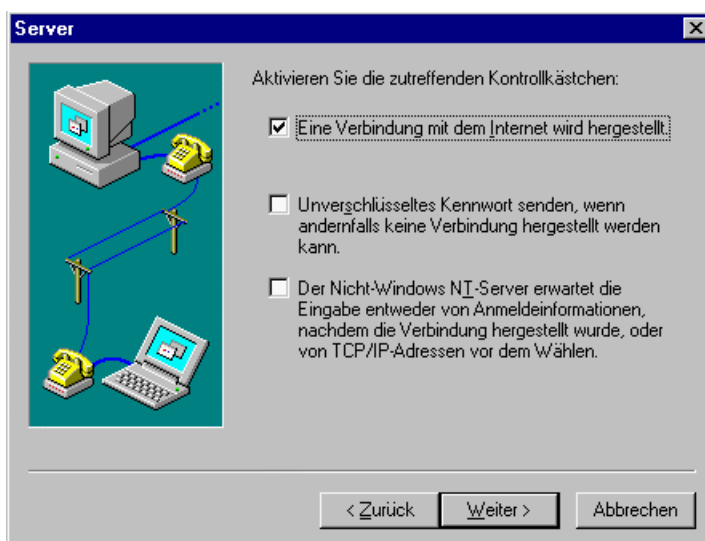 Server
Aktivieren Sie die zutreffenden Kontrollkästchen:
Eine Verbindung mit dem Internet wird hergestellt.
Unverschlüsseltes Kennwort senden, wenn
andernfalls keine Verbindung hergestellt werden
kann.
Der Nicht-Windows NT-Server erwartet die
Eingabe entweder von Anmeldeinformationen,
nachdem die Verbindung hergestellt wurde, oder
von TCP/IP-Adressen vor dem Wählen.
< Zurück
Weiter >
Abbrechen